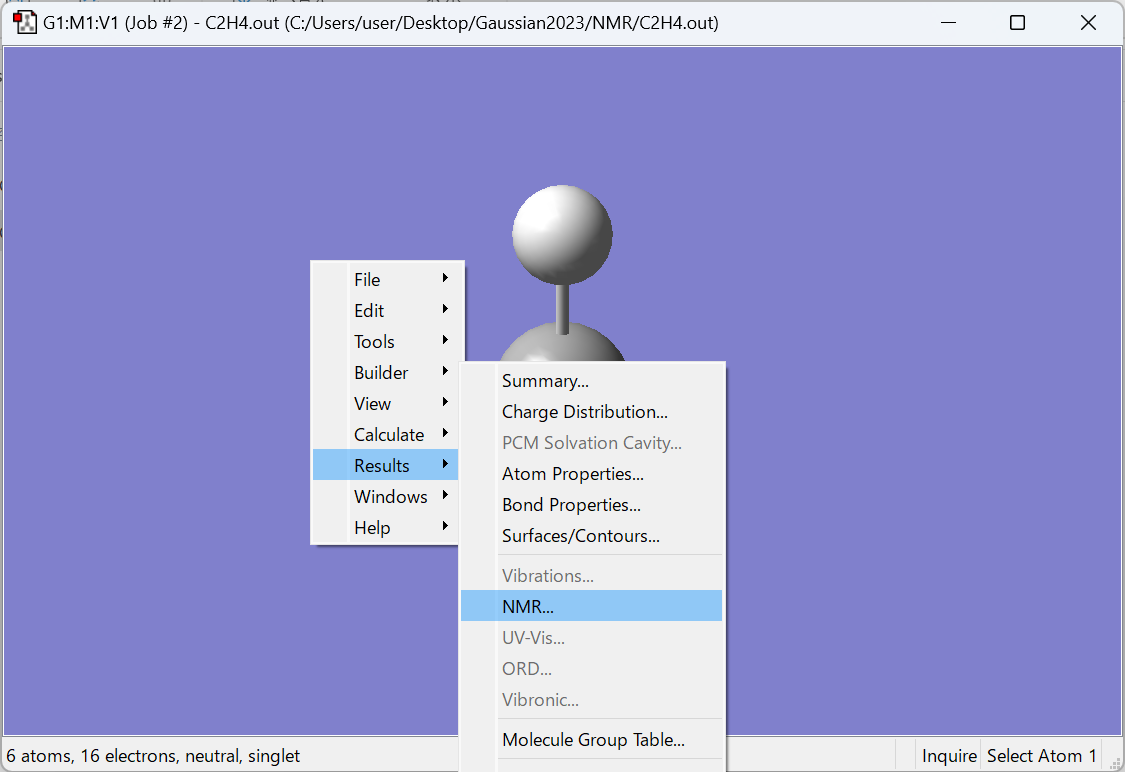 G1:M1:V1 (Job #2) - C2H4.out (C:/Users/user/Desktop/Gaussian2023/NMR/C2H4.out)
File
Edit
Tools
Builder
View
Calculate
Results
Windows
Help
Summary...
Charge Distribution...
PCM Solvation Cavity...
Atom Properties...
Bond Properties...
Surfaces/Contours...
Vibrations...
NMR...
UV-Vis...
ORD...
Vibronic...
Molecule Group Table...
6 atoms, 16 electrons, neutral, singlet
Inquire
Select Atom 1